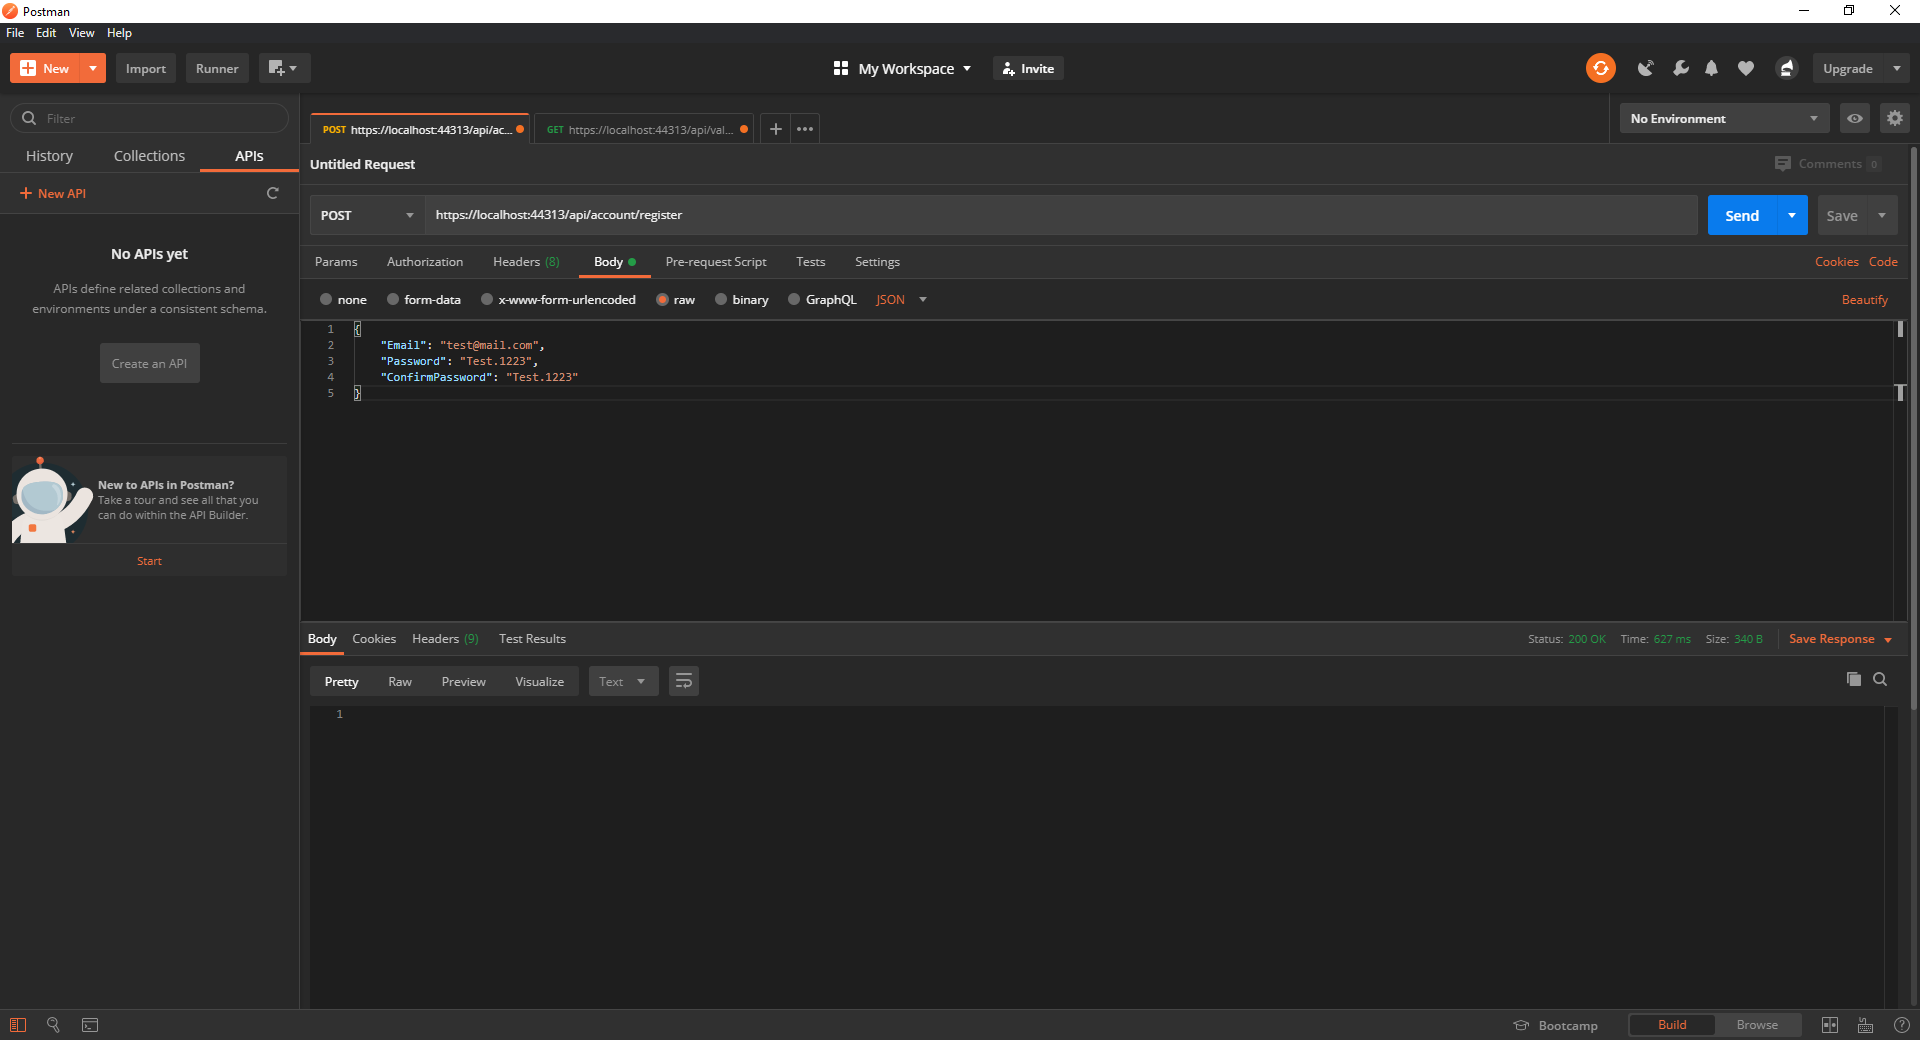 Postman
File Edit View Help
New Import Runner My Workspace Invite Upgrade
Filter
History Collections APIs
New API
No APIs yet
APIs define related collections and
environments under a consistent schema.
Create an API
New to APIs in Postman?
Take a tour and see all that you
can do within the API Builder.
Start
POST https://localhost:44313/api/ac... GET https://localhost:44313/api/val... No Environment
Untitled Request Comments 0
POST https://localhost:44313/api/account/register Send Save
Params Authorization Headers (8) Body Pre-request Script Tests Settings Cookies Code
none form-data x-www-form-urlencoded raw binary GraphQL JSON Beautify
1 {
2 "Email": "test@mail.com",
3 "Password": "Test.1223",
4 "ConfirmPassword": "Test.1223"
5 }
Body Cookies Headers (9) Test Results Status: 200 OK Time: 627 ms Size: 340 B Save Response
Pretty Raw Preview Visualize Text
1
Bootcamp Build Browse